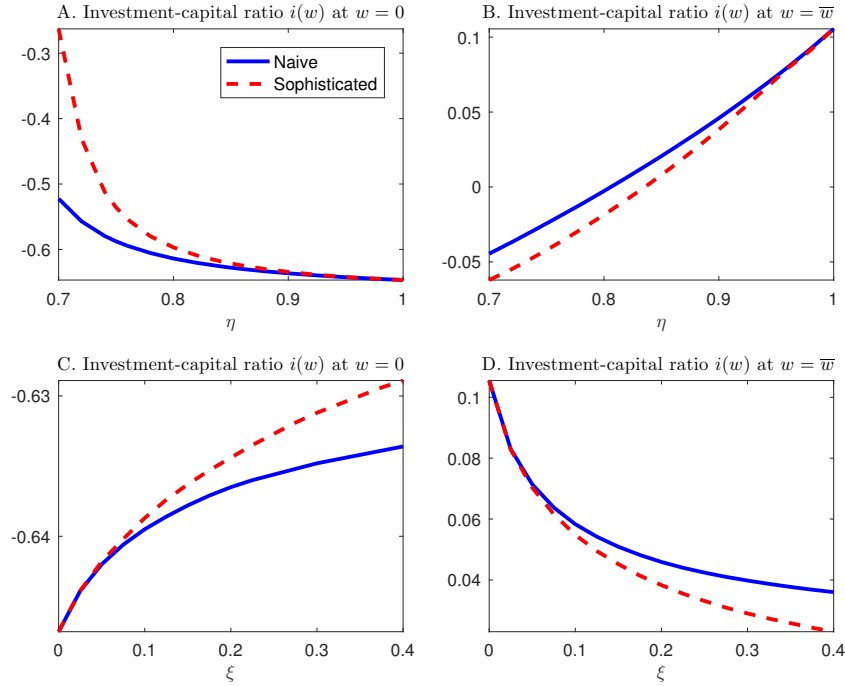 A. Investment-capital ratio i(w) at w = 0
-0.3
-0.4
-0.5
-0.6
Naive
Sophisticated
0.7 0.8 0.9 1
η
B. Investment-capital ratio i(w) at w = w̅
0.1
0.05
0
-0.05
0.7 0.8 0.9 1
η
C. Investment-capital ratio i(w) at w = 0
-0.63
-0.64
0 0.1 0.2 0.3 0.4
ξ
D. Investment-capital ratio i(w) at w = w̅
0.1
0.08
0.06
0.04
0 0.1 0.2 0.3 0.4
ξ